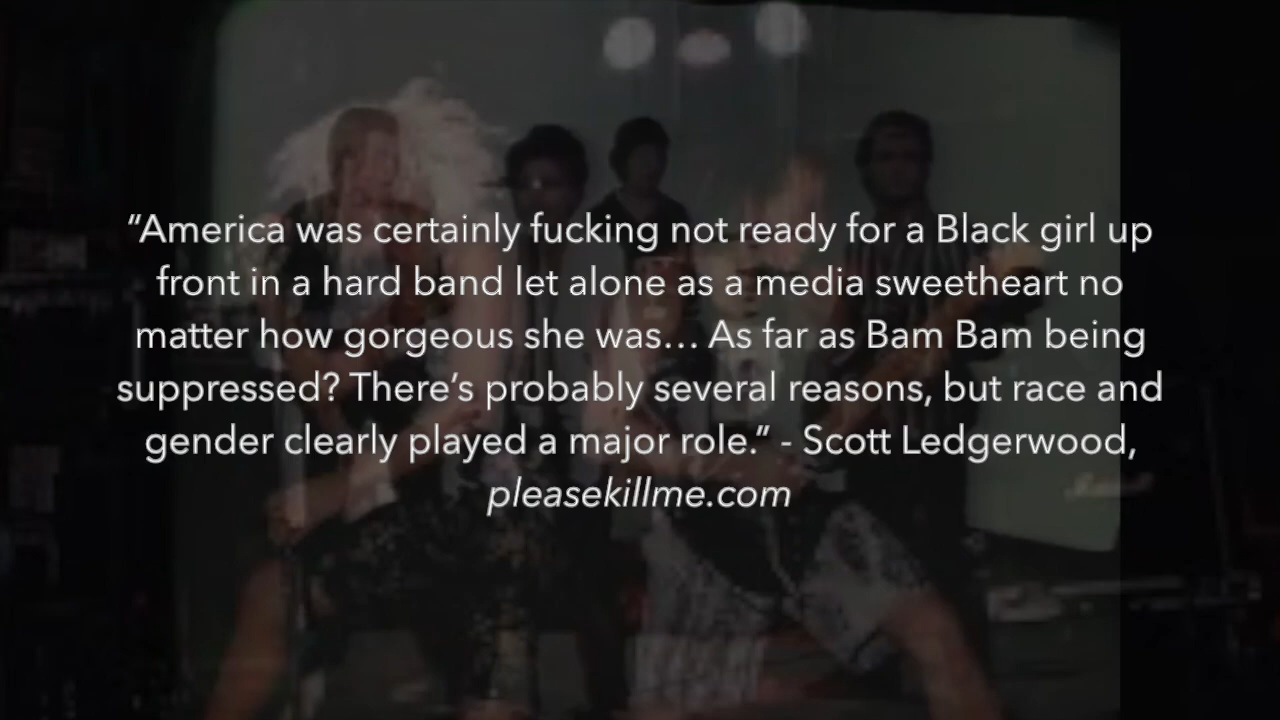 “America was certainly fucking not ready for a Black girl up
front in a hard band let alone as a media sweetheart no
matter how gorgeous she was… As far as Bam Bam being
suppressed? There’s probably several reasons, but race and
gender clearly played a major role.” - Scott Ledgerwood,
pleasekillme.com